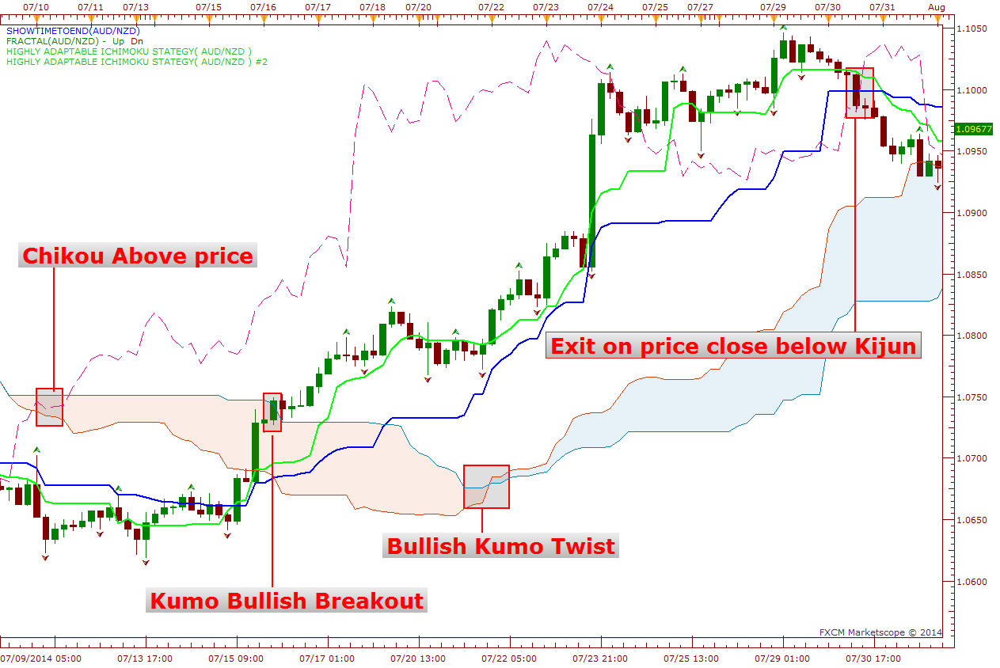 07/10 07/11 07/13 07/15 07/16 07/17 07/18 07/20 07/22 07/23 07/24 07/25 07/27 07/29 07/30 07/31 Aug
SHOWTIMETOEND(AUD/NZD)
FRACTAL(AUD/NZD) - Up Dn
HIGHLY ADAPTABLE ICHIMOKU STATEGY( AUD/NZD )
HIGHLY ADAPTABLE ICHIMOKU STATEGY( AUD/NZD ) #2
1.1050
1.1000
1.09677
1.0950
1.0900
Chikou Above price
1.0850
1.0800
Exit on price close below Kijun
1.0750
1.0700
1.0650
Bullish Kumo Twist
1.0600
Kumo Bullish Breakout
FXCM Marketscope © 2014
07/09/2014 05:00 07/13 17:00 07/15 09:00 07/17 01:00 07/20 13:00 07/22 05:00 07/23 21:00 07/25 13:00 07/29 01:00 07/30 17:00